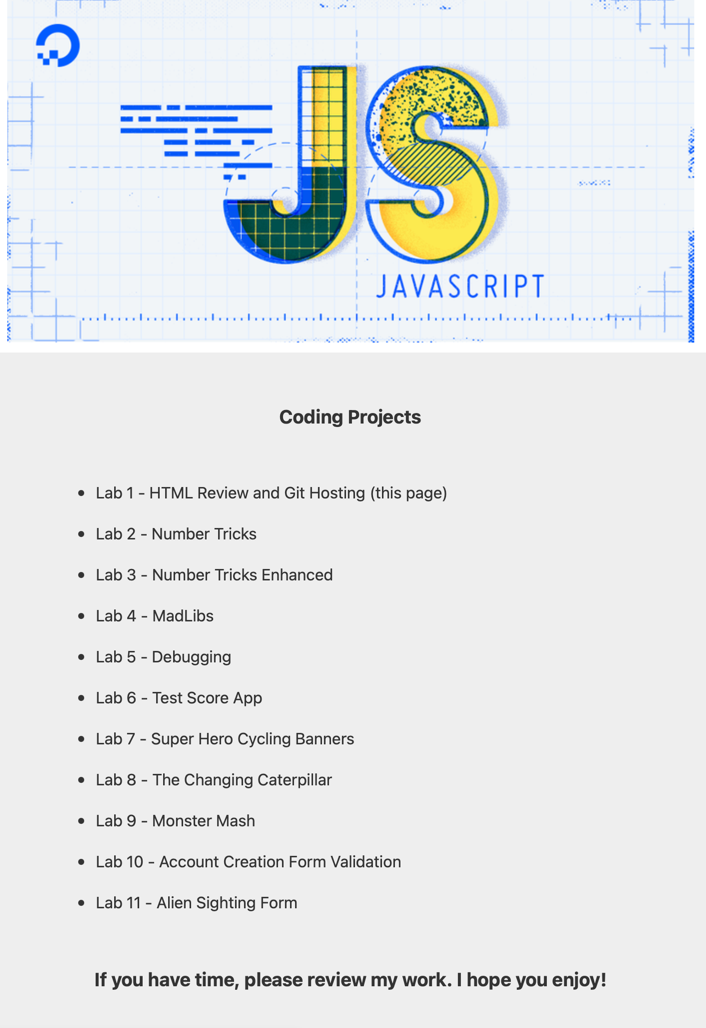 JS
JAVASCRIPT
Coding Projects
Lab 1 - HTML Review and Git Hosting (this page)
Lab 2 - Number Tricks
Lab 3 - Number Tricks Enhanced
Lab 4 - MadLibs
Lab 5 - Debugging
Lab 6 - Test Score App
Lab 7 - Super Hero Cycling Banners
Lab 8 - The Changing Caterpillar
Lab 9 - Monster Mash
Lab 10 - Account Creation Form Validation
Lab 11 - Alien Sighting Form
If you have time, please review my work. I hope you enjoy!